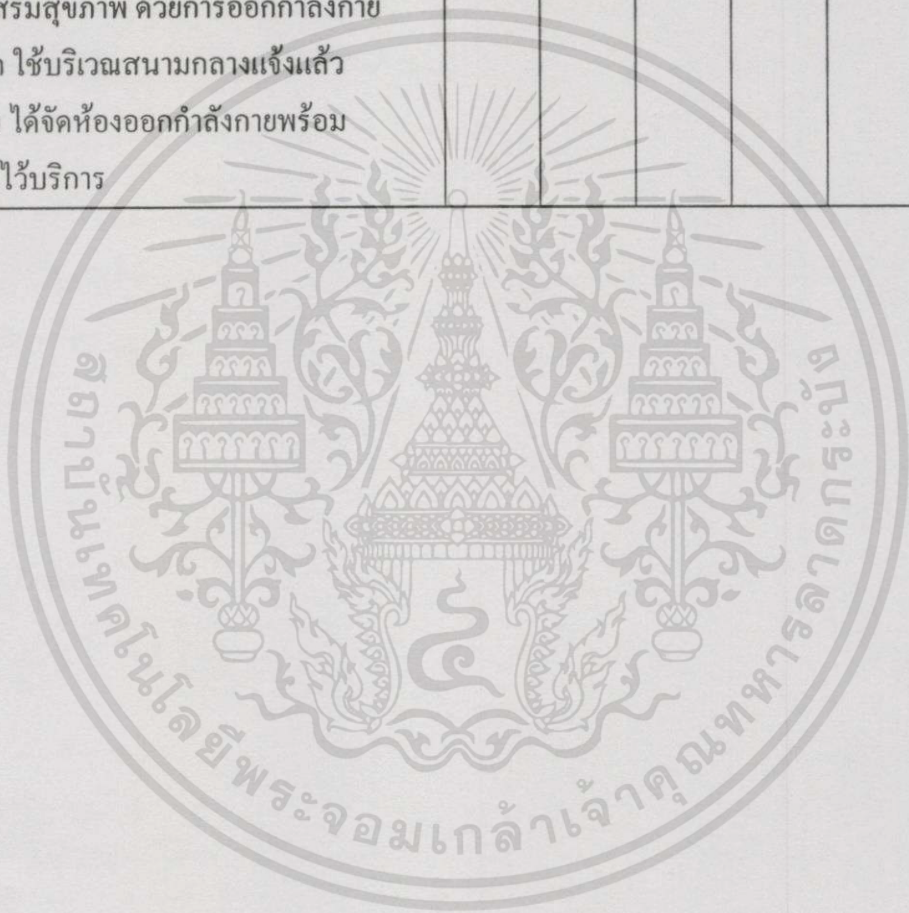 สริมสุขภาพ ด้วยการออกกำลังกาย
ใช้บริเวณสนามกลางแจ้งแล้ว
ได้จัดห้องออกกำลังกายพร้อม
ไว้บริการ
สถาบันเทคโนโลยีพระจอมเกล้าเจ้าคุณทหารลาดกระบัง
๔